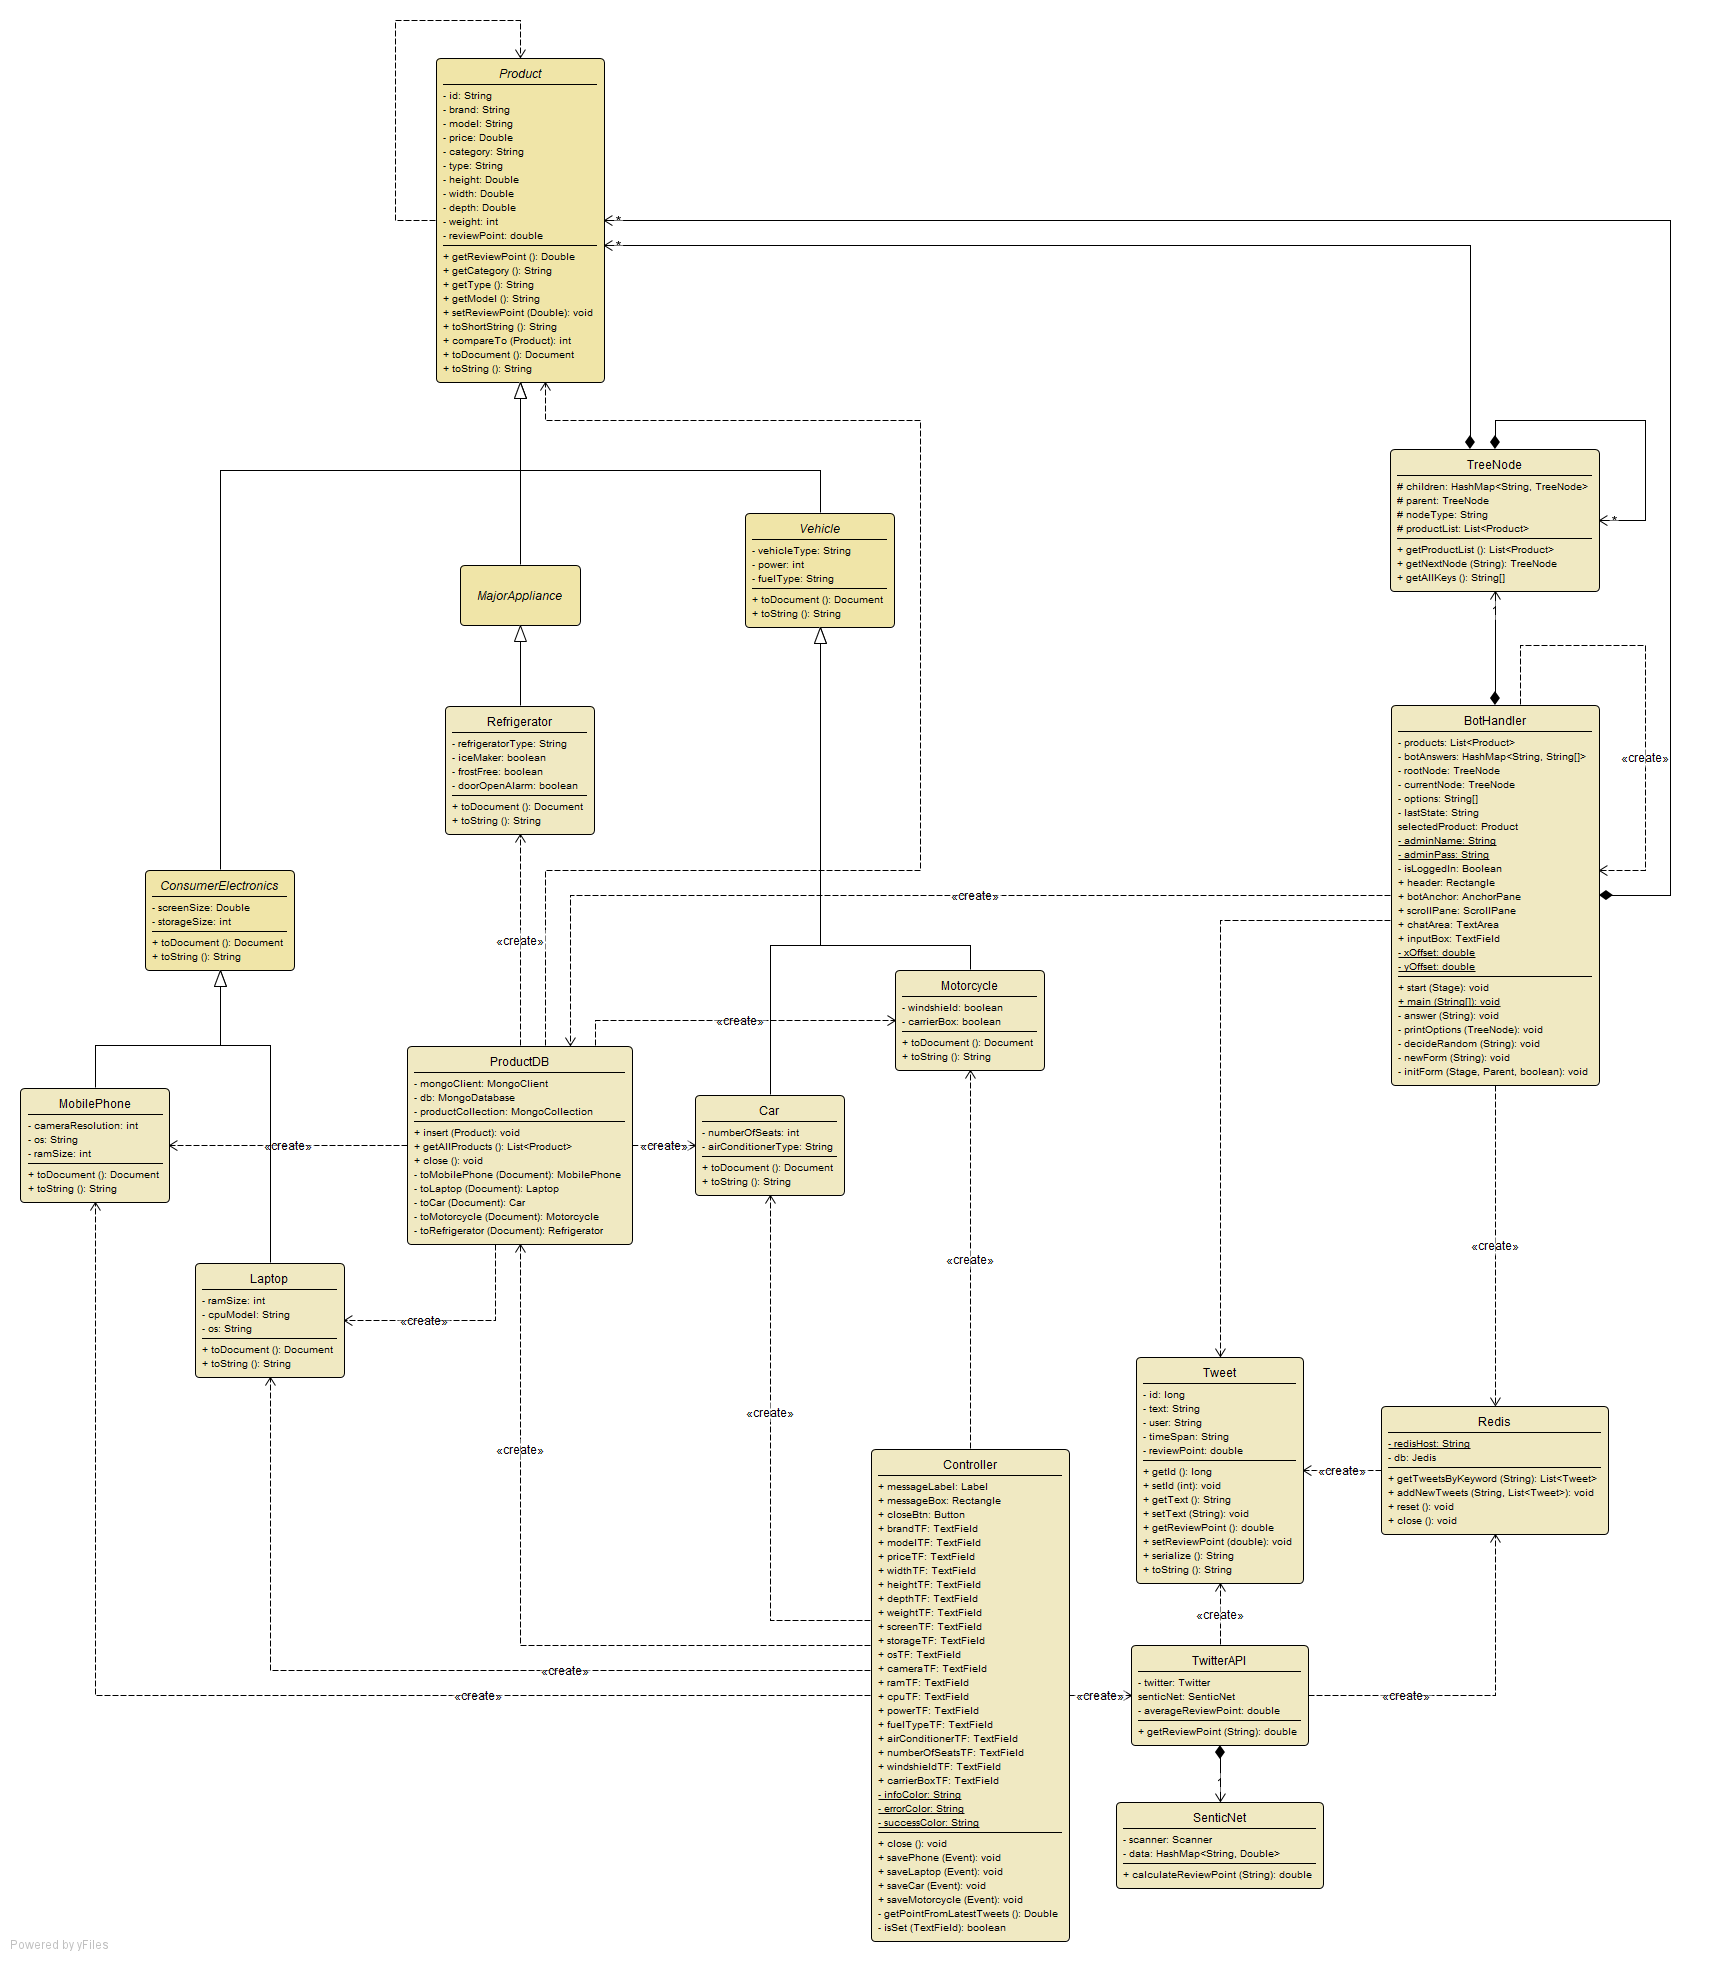 Product
- id: String
- brand: String
- model: String
- price: Double
- category: String
- type: String
- height: Double
- width: Double
- depth: Double
- weight: int
- reviewPoint: double
+ getReviewPoint (): Double
+ getCategory (): String
+ getType (): String
+ getModel (): String
+ setReviewPoint (Double): void
+ toShortString (): String
+ compareTo (Product): int
+ toDocument (): Document
+ toString (): String
*
*
TreeNode
# children: HashMap<String, TreeNode>
# parent: TreeNode
# nodeType: String
# productList: List<Product>
+ getProductList (): List<Product>
+ getNextNode (String): TreeNode
+ getAllKeys (): String[]
*
1
Vehicle
- vehicleType: String
- power: int
- fuelType: String
+ toDocument (): Document
+ toString (): String
MajorAppliance
Refrigerator
- refrigeratorType: String
- iceMaker: boolean
- frostFree: boolean
- doorOpenAlarm: boolean
+ toDocument (): Document
+ toString (): String
BotHandler
- products: List<Product>
- botAnswers: HashMap<String, String[]>
- rootNode: TreeNode
- currentNode: TreeNode
- options: String[]
- lastState: String
selectedProduct: Product
- adminName: String
- adminPass: String
- isLoggedIn: Boolean
+ header: Rectangle
+ botAnchor: AnchorPane
+ scrollPane: ScrollPane
+ chatArea: TextArea
+ inputBox: TextField
- xOffset: double
- yOffset: double
+ start (Stage): void
+ main (String[]): void
- answer (String): void
- printOptions (TreeNode): void
- decideRandom (String): void
- newForm (String): void
- initForm (Stage, Parent, boolean): void
«create»
ConsumerElectronics
- screenSize: Double
- storageSize: int
+ toDocument (): Document
+ toString (): String
«create»
«create»
Motorcycle
- windshield: boolean
- carrierBox: boolean
+ toDocument (): Document
+ toString (): String
«create»
MobilePhone
- cameraResolution: int
- os: String
- ramSize: int
+ toDocument (): Document
+ toString (): String
«create»
ProductDB
- mongoClient: MongoClient
- db: MongoDatabase
- productCollection: MongoCollection
+ insert (Product): void
+ getAllProducts (): List<Product>
+ close (): void
- toMobilePhone (Document): MobilePhone
- toLaptop (Document): Laptop
- toCar (Document): Car
- toMotorcycle (Document): Motorcycle
- toRefrigerator (Document): Refrigerator
«create»
Car
- numberOfSeats: int
- airConditionerType: String
+ toDocument (): Document
+ toString (): String
Laptop
- ramSize: int
- cpuModel: String
- os: String
+ toDocument (): Document
+ toString (): String
«create»
«create»
«create»
«create»
«create»
Tweet
- id: long
- text: String
- user: String
- timeSpan: String
- reviewPoint: double
+ getId (): long
+ setId (int): void
+ getText (): String
+ setText (String): void
+ getReviewPoint (): double
+ setReviewPoint (double): void
+ serialize (): String
+ toString (): String
«create»
Redis
- redisHost: String
- db: Jedis
+ getTweetsByKeyword (String): List<Tweet>
+ addNewTweets (String, List<Tweet>): void
+ reset (): void
+ close (): void
Controller
+ messageLabel: Label
+ messageBox: Rectangle
+ closeBtn: Button
+ brandTF: TextField
+ modelTF: TextField
+ priceTF: TextField
+ widthTF: TextField
+ heightTF: TextField
+ depthTF: TextField
+ weightTF: TextField
+ screenTF: TextField
+ storageTF: TextField
+ osTF: TextField
+ cameraTF: TextField
+ ramTF: TextField
+ cpuTF: TextField
+ powerTF: TextField
+ fuelTypeTF: TextField
+ airConditionerTF: TextField
+ numberOfSeatsTF: TextField
+ windshieldTF: TextField
+ carrierBoxTF: TextField
- infoColor: String
- errorColor: String
- successColor: String
+ close (): void
+ savePhone (Event): void
+ saveLaptop (Event): void
+ saveCar (Event): void
+ saveMotorcycle (Event): void
- getPointFromLatestTweets (): Double
- isSet (TextField): boolean
«create»
«create»
«create»
«create»
TwitterAPI
- twitter: Twitter
senticNet: SenticNet
- averageReviewPoint: double
+ getReviewPoint (String): double
«create»
1
SenticNet
- scanner: Scanner
- data: HashMap<String, Double>
+ calculateReviewPoint (String): double
Powered by yFiles